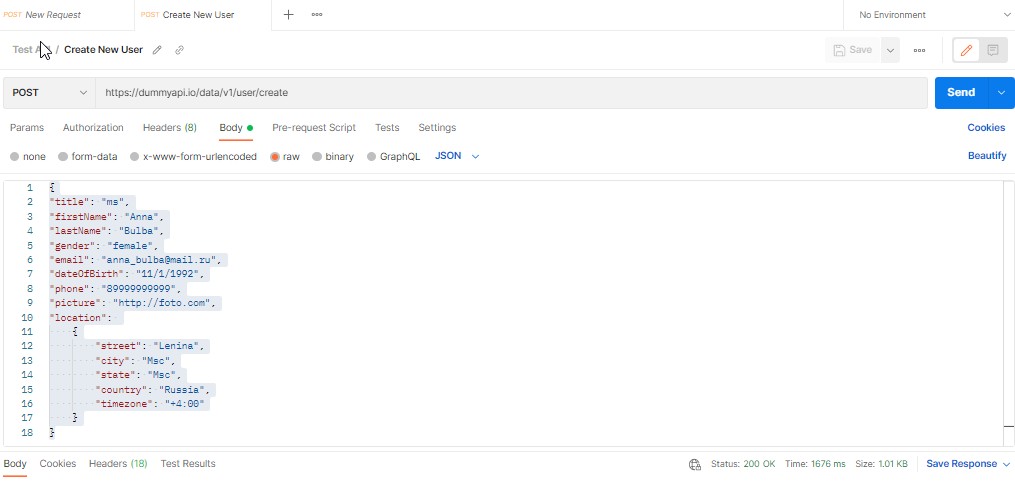 POST New Request POST Create New User No Environment
Test / Create New User Save
POST https://dummyapi.io/data/v1/user/create Send
Params Authorization Headers (8) Body Pre-request Script Tests Settings Cookies
none form-data x-www-form-urlencoded raw binary GraphQL JSON Beautify
1 {
2 "title": "ms",
3 "firstName": "Anna",
4 "lastName": "Bulba",
5 "gender": "female",
6 "email": "anna_bulba@mail.ru",
7 "dateOfBirth": "11/1/1992",
8 "phone": "89999999999",
9 "picture": "http://foto.com",
10 "location":
11 {
12 "street": "Lenina",
13 "city": "Msc",
14 "state": "Msc",
15 "country": "Russia",
16 "timezone": "+4:00"
17 }
18 }
Body Cookies Headers (18) Test Results Status: 200 OK Time: 1676 ms Size: 1.01 KB Save Response